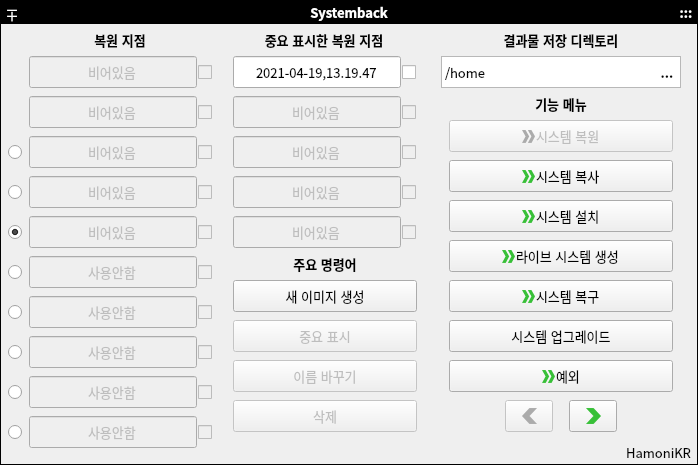 Systemback
복원 지점
비어있음
비어있음
비어있음
비어있음
비어있음
사용안함
사용안함
사용안함
사용안함
사용안함
중요 표시한 복원 지점
2021-04-19,13.19.47
비어있음
비어있음
비어있음
비어있음
주요 명령어
새 이미지 생성
중요 표시
이름 바꾸기
삭제
결과물 저장 디렉토리
/home ...
기능 메뉴
시스템 복원
시스템 복사
시스템 설치
라이브 시스템 생성
시스템 복구
시스템 업그레이드
예외
HamoniKR